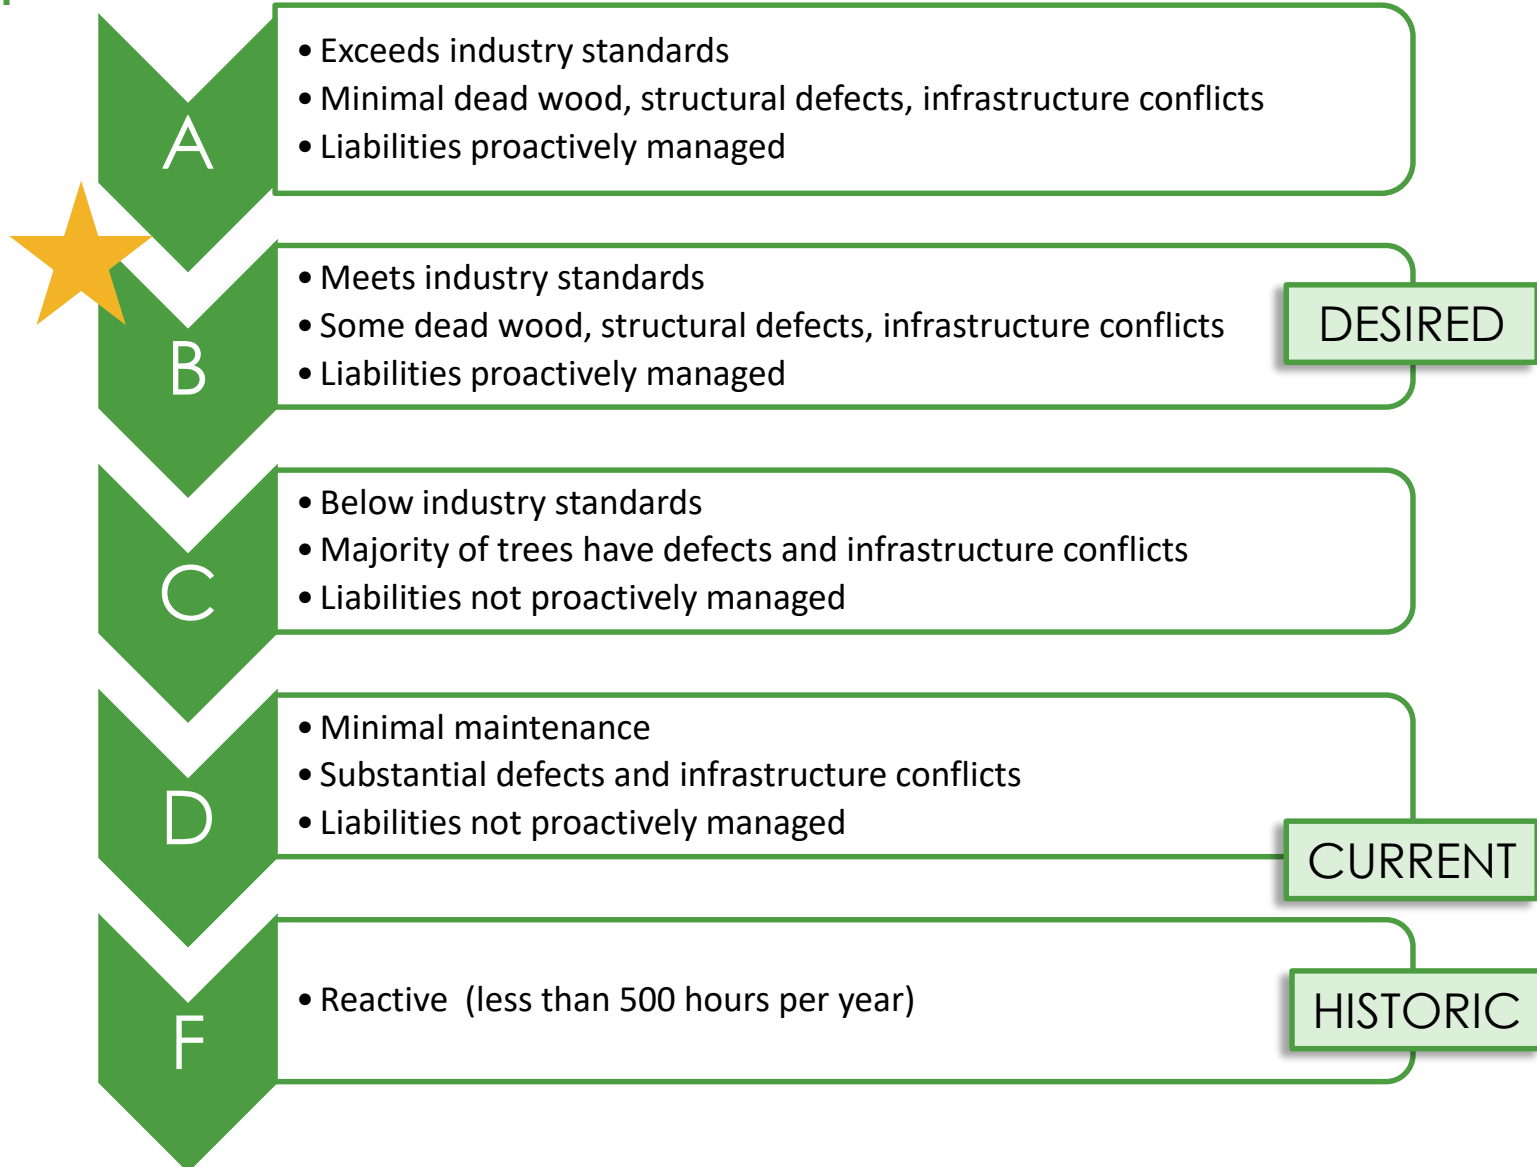 A
• Exceeds industry standards
• Minimal dead wood, structural defects, infrastructure conflicts
• Liabilities proactively managed
B
• Meets industry standards
• Some dead wood, structural defects, infrastructure conflicts
• Liabilities proactively managed
DESIRED
C
• Below industry standards
• Majority of trees have defects and infrastructure conflicts
• Liabilities not proactively managed
D
• Minimal maintenance
• Substantial defects and infrastructure conflicts
• Liabilities not proactively managed
CURRENT
F
• Reactive  (less than 500 hours per year)
HISTORIC